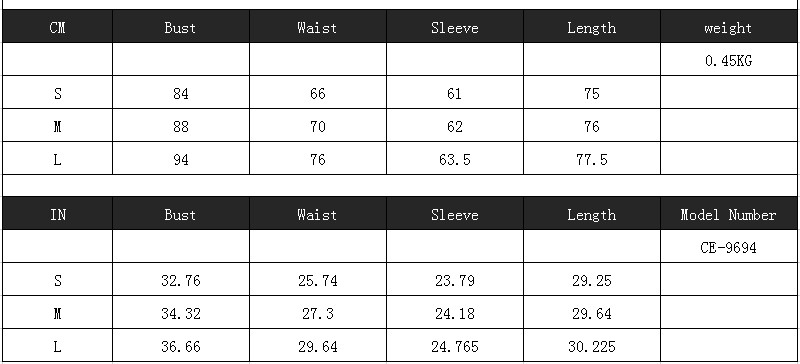 CM Bust Waist Sleeve Length weight
0.45KG
S 84 66 61 75
M 88 70 62 76
L 94 76 63.5 77.5
IN Bust Waist Sleeve Length Model Number
CE-9694
S 32.76 25.74 23.79 29.25
M 34.32 27.3 24.18 29.64
L 36.66 29.64 24.765 30.225